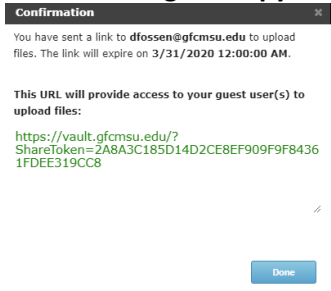 Confirmation
You have sent a link to dfossen@gfcmsu.edu to upload
files. The link will expire on 3/31/2020 12:00:00 AM.
This URL will provide access to your guest user(s) to
upload files:
https://vault.gfcmsu.edu/?
ShareToken=2A8A3C185D14D2CE8EF909F9F8436
1FDEE319CC8
Done